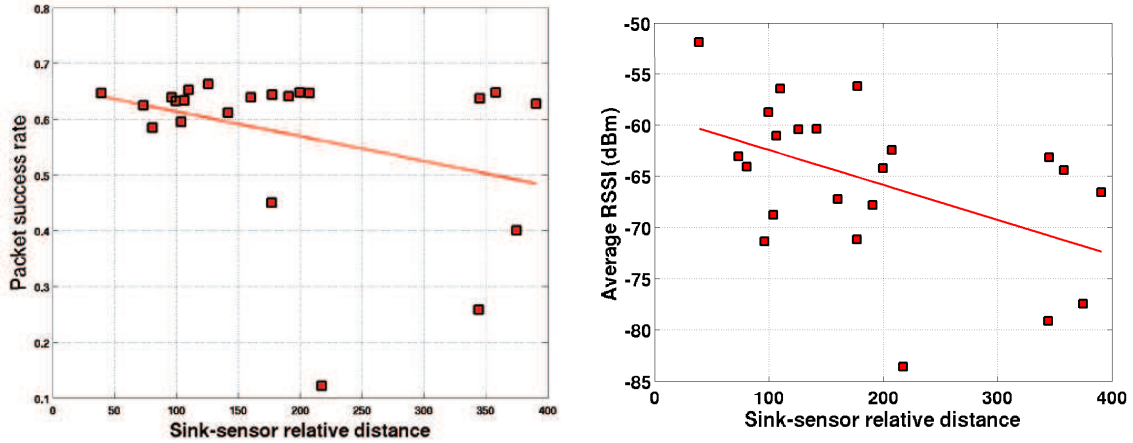 0.8
0.7
0.6
0.5
0.4
0.3
0.2
0.1
Packet success rate
0 50 100 150 200 250 300 350 400
Sink-sensor relative distance
-50
-55
-60
-65
-70
-75
-80
-85
Average RSSI (dBm)
0 100 200 300 400
Sink-sensor relative distance